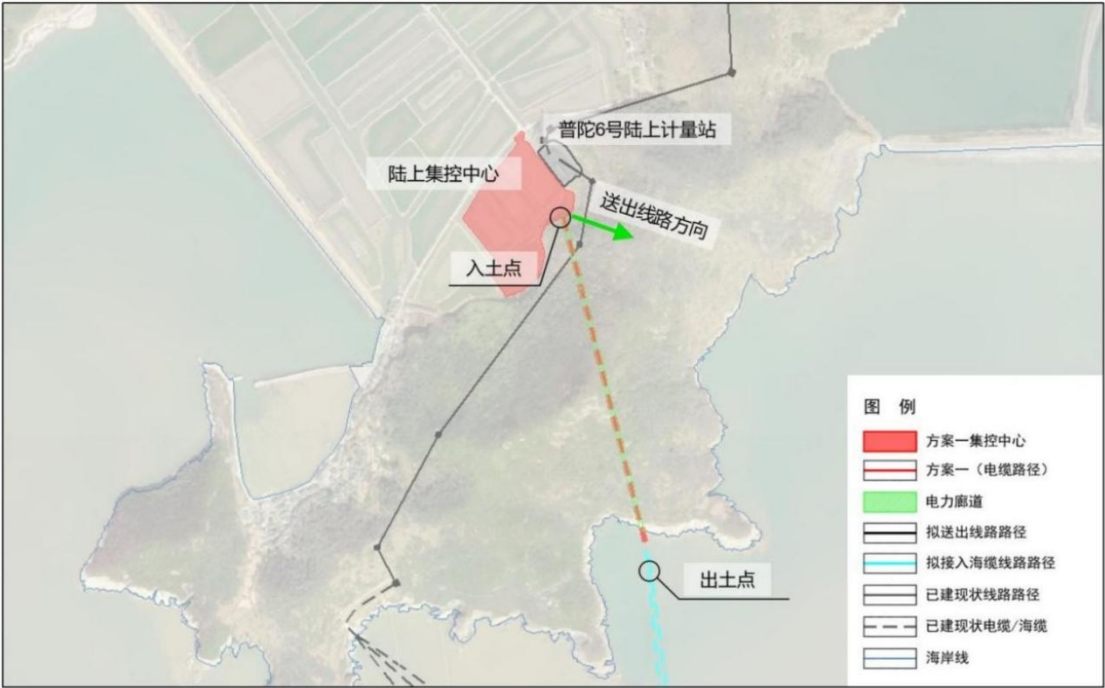 普陀6号陆上计量站
陆上集控中心
送出线路方向
入土点
出土点
图 例
方案一集控中心
方案一（电缆路径）
电力廊道
拟送出线路路径
拟接入海缆线路路径
已建现状线路路径
已建现状电缆/海缆
海岸线